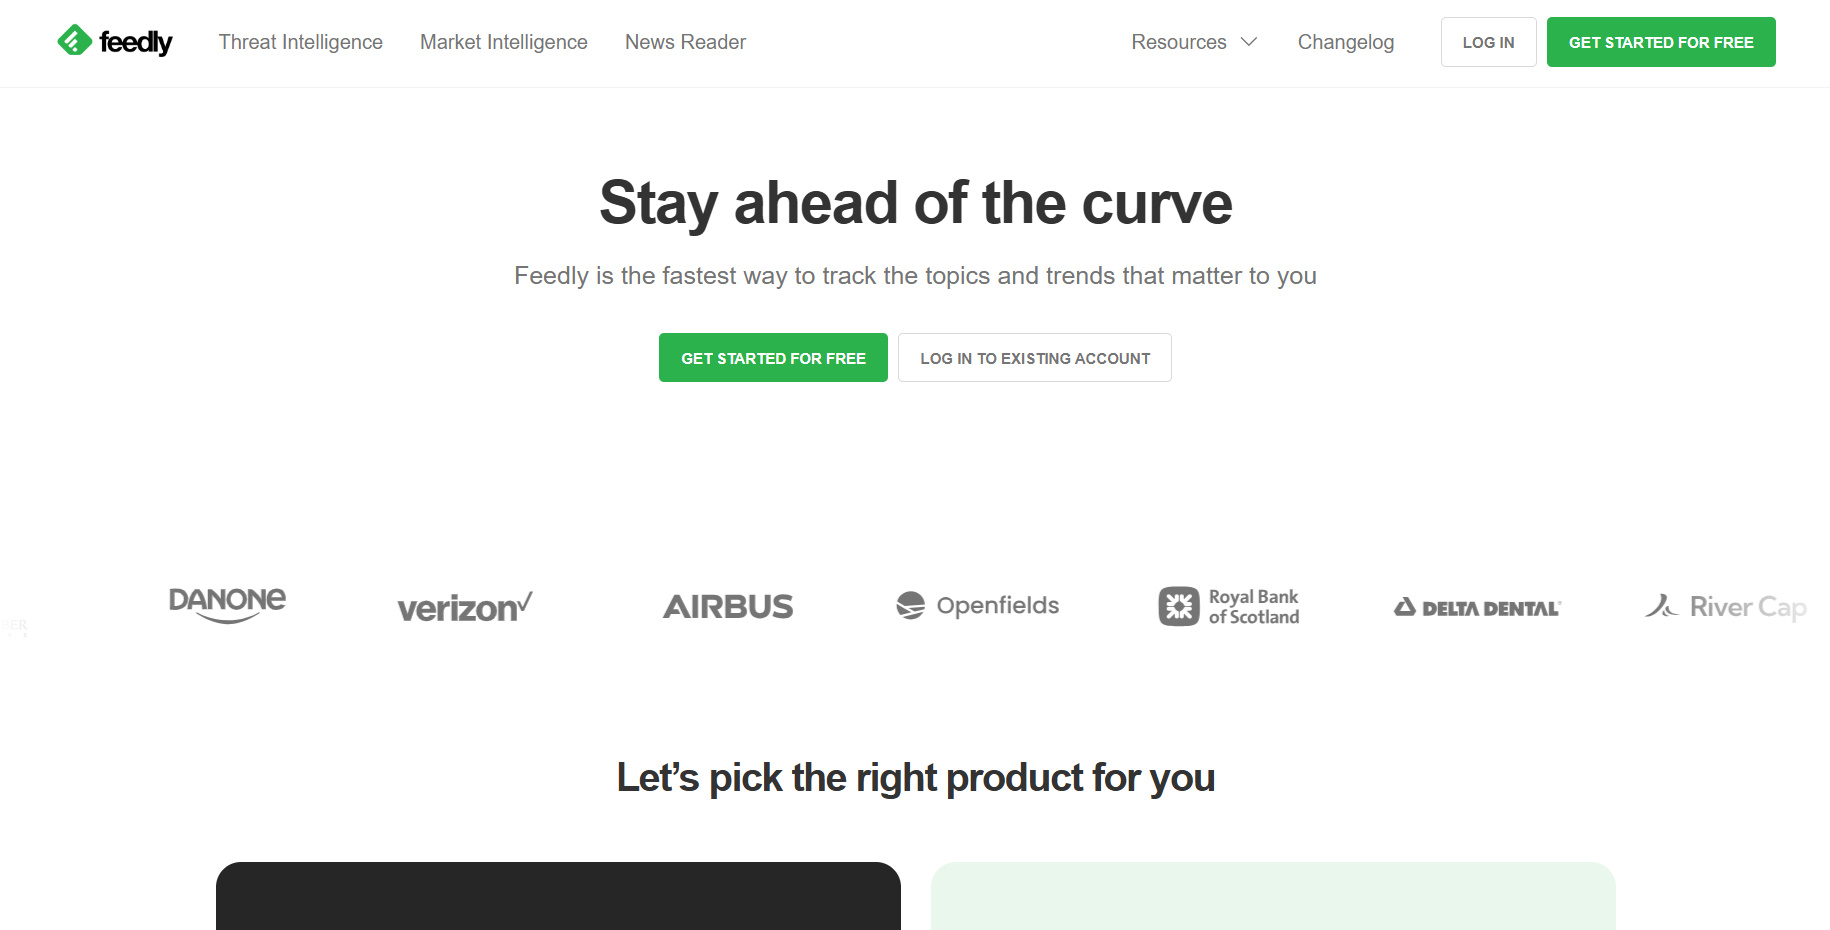 feedly Threat Intelligence Market Intelligence News Reader Resources Changelog LOG IN GET STARTED FOR FREE
Stay ahead of the curve
Feedly is the fastest way to track the topics and trends that matter to you
GET STARTED FOR FREE LOG IN TO EXISTING ACCOUNT
DANONE verizon AIRBUS Openfields Royal Bank DELTA DENTAL River Cap
of Scotland
Let’s pick the right product for you